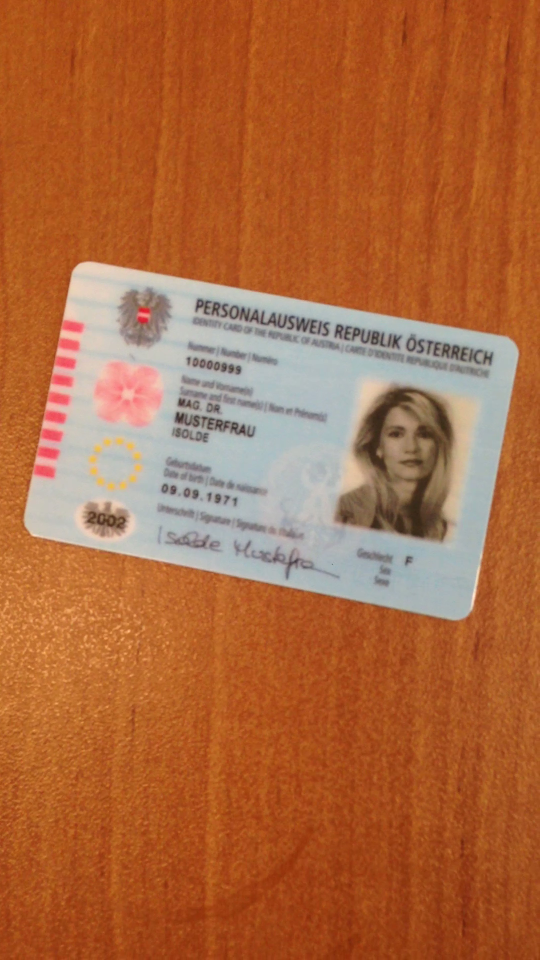 PERSONALAUSWEIS REPUBLIK ÖSTERREICH
IDENTITY CARD OF THE REPUBLIC OF AUSTRIA | CARTE D'IDENTITE REPUBLIQUE D'AUTRICHE
Nummer | Number | Numéro
10000999
Name und Vorname(n)
Surname and first name(s) | Nom et Prénom(s)
MAG. DR.
MUSTERFRAU
ISOLDE
Geburtsdatum
Date of birth | Date de naissance
09.09.1971
Unterschrift | Signature | Signature du titulaire
Isolde Musterfra
Geschlecht F
Sex
Sexe
2002